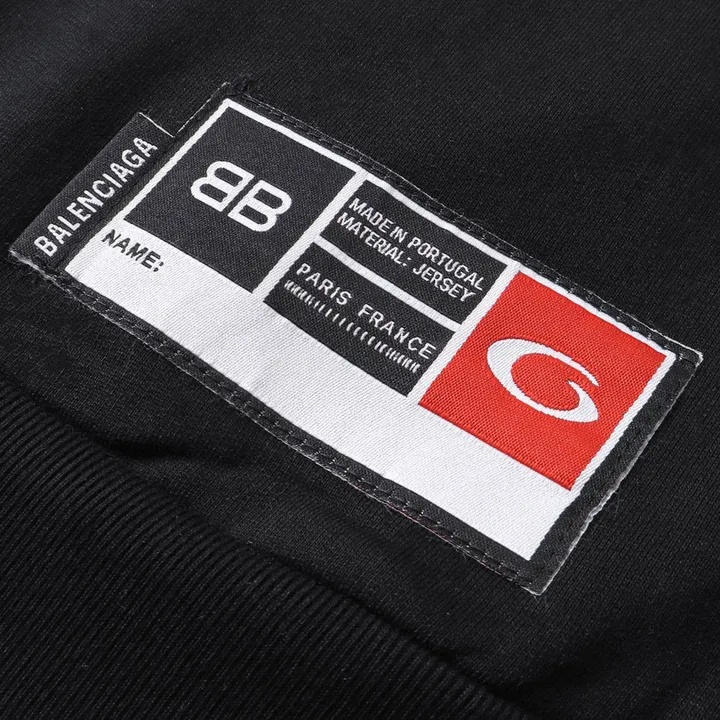 BALENCIAGA
BB
NAME:
MADE IN PORTUGAL
MATERIAL: JERSEY
PARIS FRANCE
G